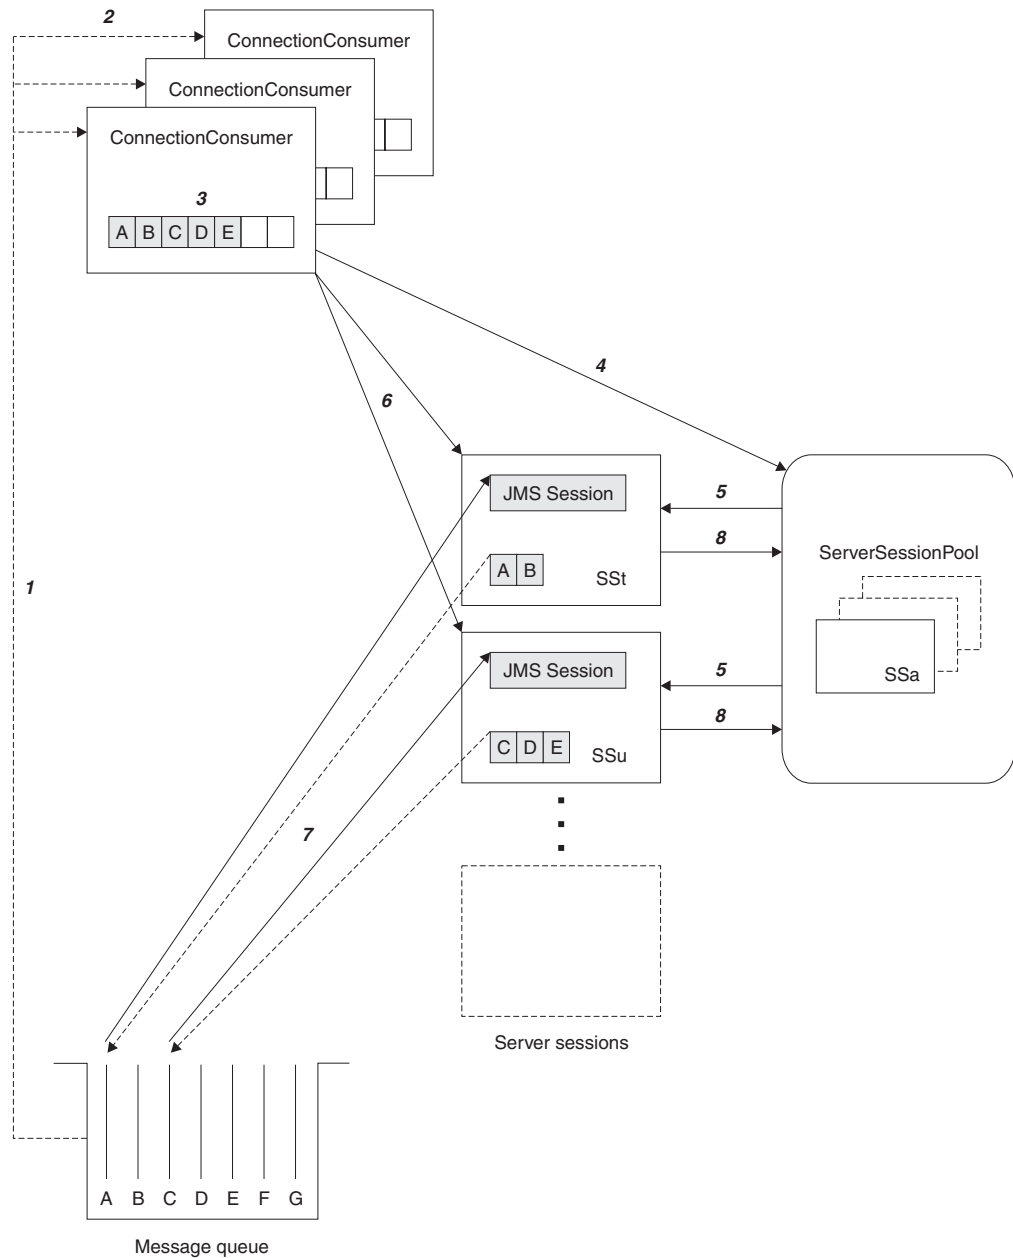 2
ConnectionConsumer
ConnectionConsumer
ConnectionConsumer
3
A B C D E
4
6
JMS Session
5
8
A B
SSt
ServerSessionPool
1
JMS Session
5
SSa
8
C D E
SSu
7
Server sessions
A B C D E F G
Message queue